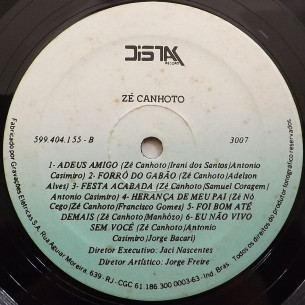 DISTAK
RECORDS
ZÉ CANHOTO
599.404.155 - B
3007
1- ADEUS AMIGO (Zé Canhoto/Irani dos Santos/Antonio
Casimiro) 2- FORRÓ DO GABÃO (Zé Canhoto/Adelson
Alves) 3- FESTA ACABADA (Zé Canhoto/Samuel Coragem/
Antonio Casimiro) 4- HERANÇA DE MEU PAI (Zé Nó
Cego/Zé Canhoto/Francisco Gomes) 5- FOI BOM ATÉ
DEMAIS (Zé Canhoto/Manhôzo) 6- EU NÃO VIVO
SEM VOCÊ (Zé Canhoto/Antonio
Casimiro/Jorge Bacari)
Diretor Executivo: Jaci Nascentes
Diretor Artístico: Jorge Freire
Fabricado por Gravações Elétricas S.A. Rua Aguiar Moreira, 639 - RJ - CGC 61 186 300 0003-63 - Ind. Bras.
Todos os direitos do produtor fonográfico reservados.